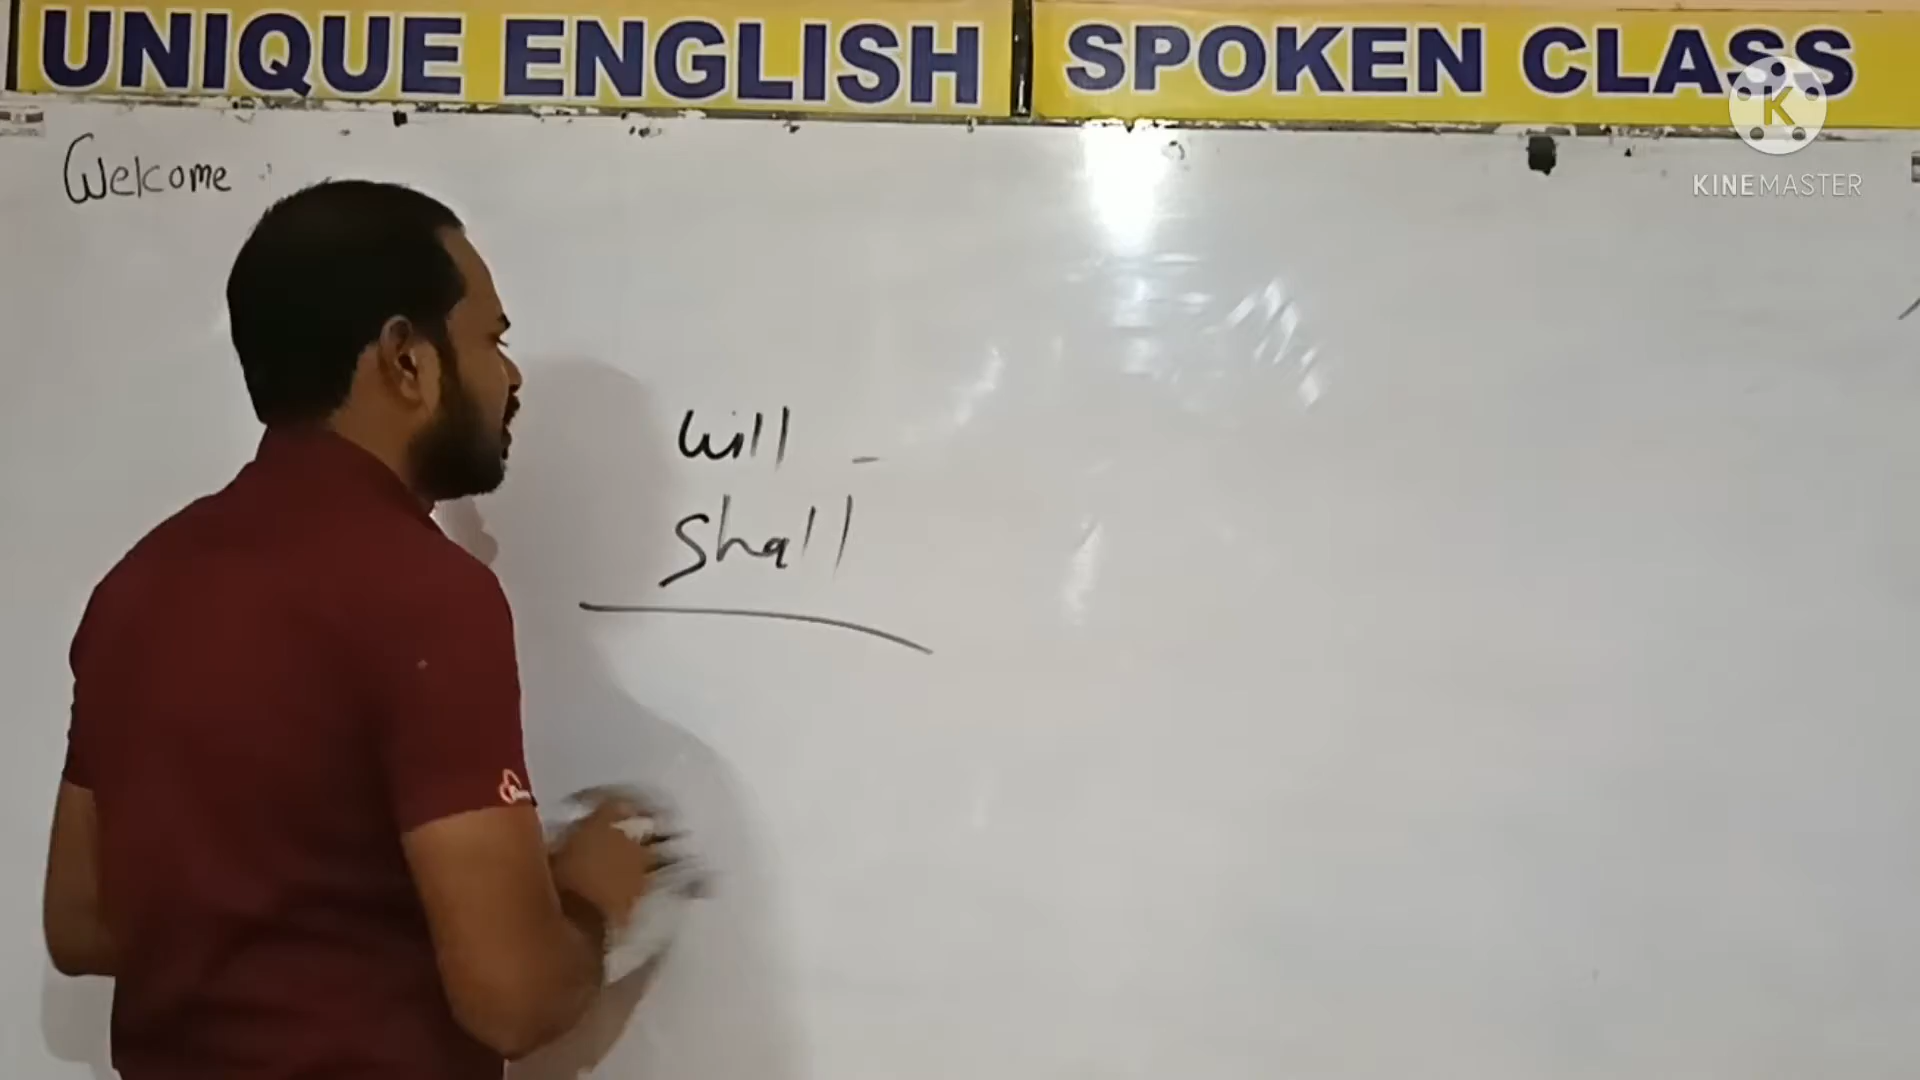 UNIQUE ENGLISH SPOKEN CLASS
K
KINEMASTER
Welcome
Will -
Shall